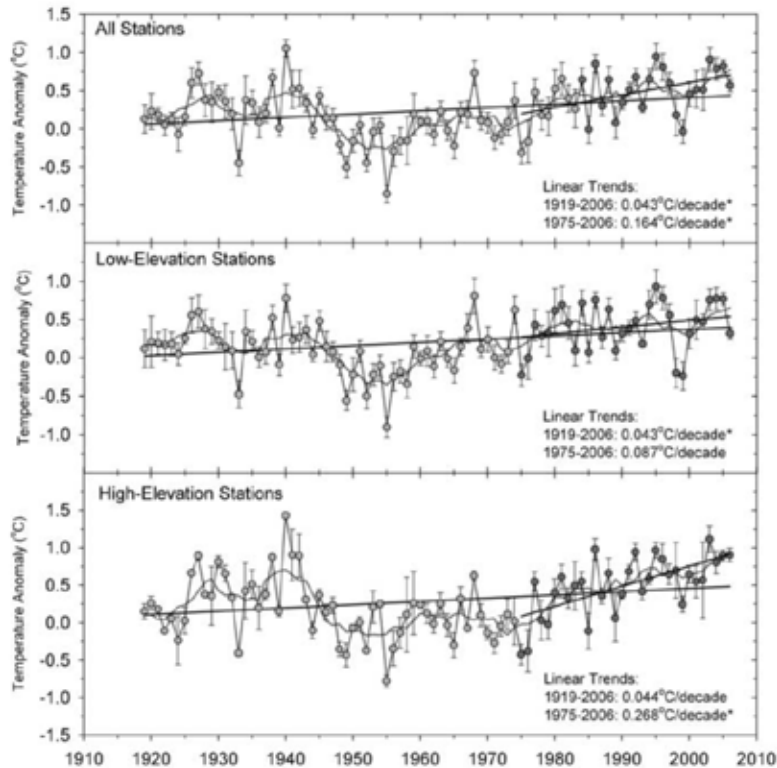 All Stations
Temperature Anomaly (°C)
1.5
1.0
0.5
0.0
-0.5
-1.0
Linear Trends:
1919-2006: 0.043°C/decade*
1975-2006: 0.164°C/decade*
Low-Elevation Stations
Temperature Anomaly (°C)
1.0
0.5
0.0
-0.5
-1.0
Linear Trends:
1919-2006: 0.043°C/decade*
1975-2006: 0.087°C/decade
High-Elevation Stations
Temperature Anomaly (°C)
1.5
1.0
0.5
0.0
-0.5
-1.0
-1.5
Linear Trends:
1919-2006: 0.044°C/decade
1975-2006: 0.268°C/decade*
1910 1920 1930 1940 1950 1960 1970 1980 1990 2000 2010